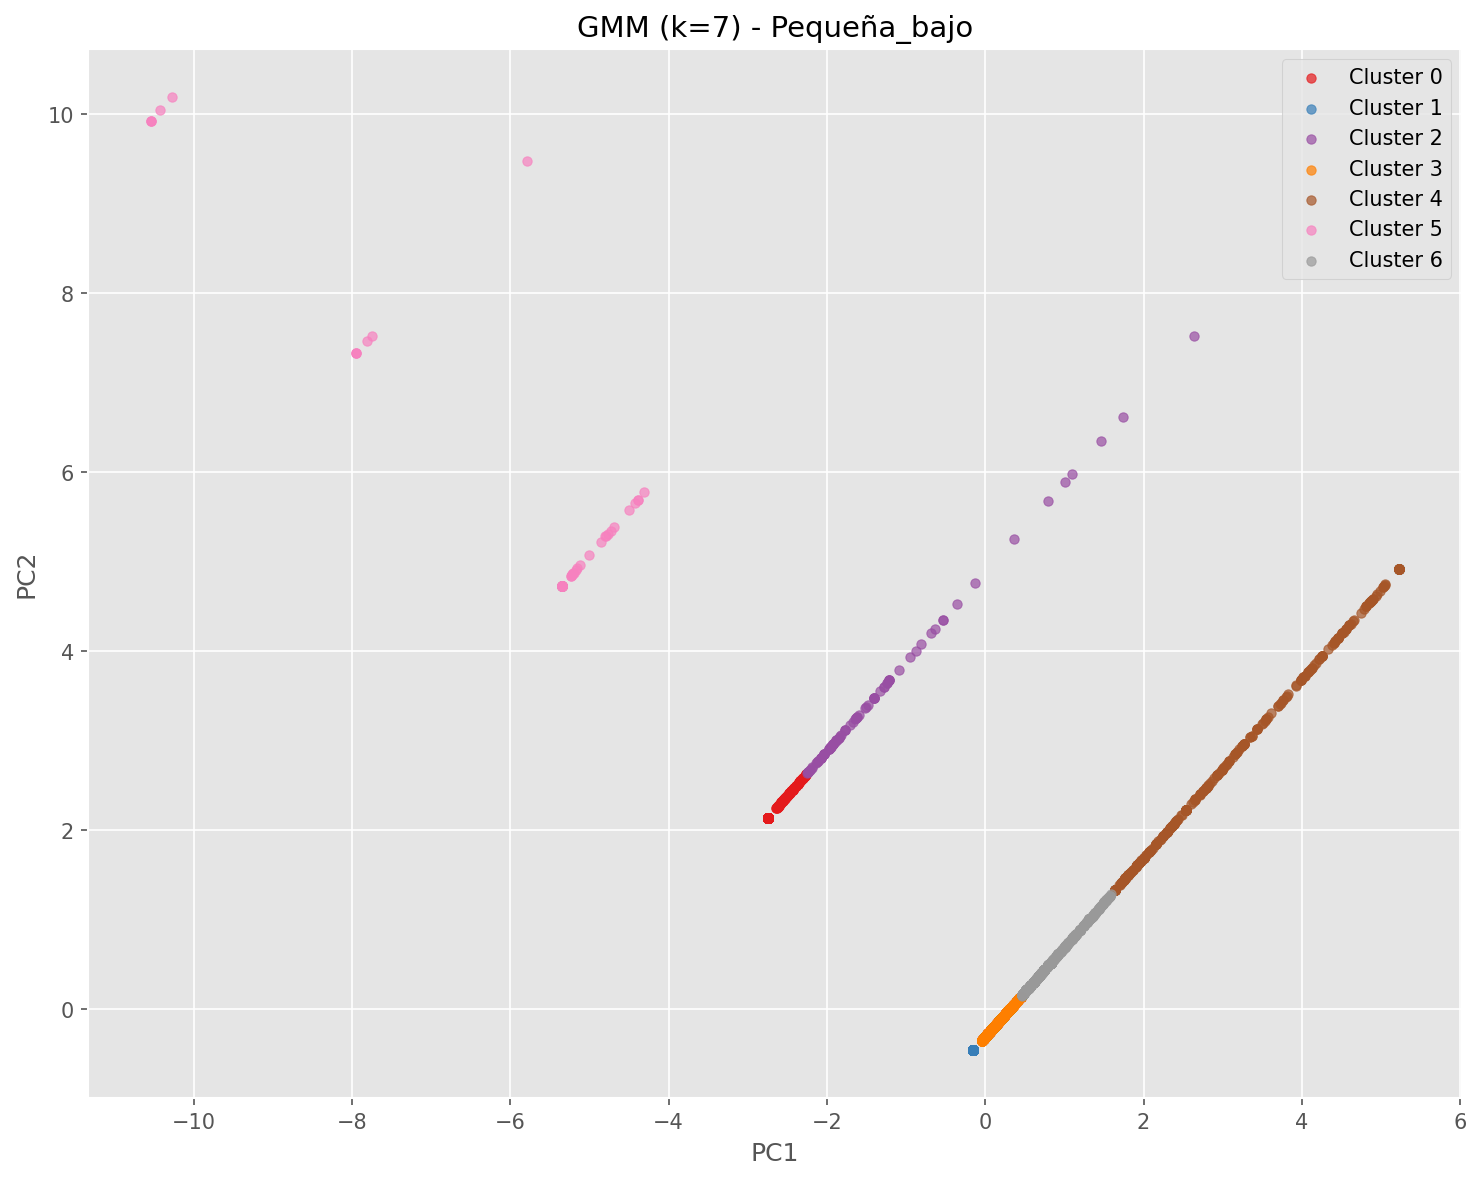 GMM (k=7) - Pequeña_bajo
Cluster 0
Cluster 1
Cluster 2
Cluster 3
Cluster 4
Cluster 5
Cluster 6
10
8
6
4
2
0
PC2
−10
−8
−6
−4
−2
0
2
4
6
PC1